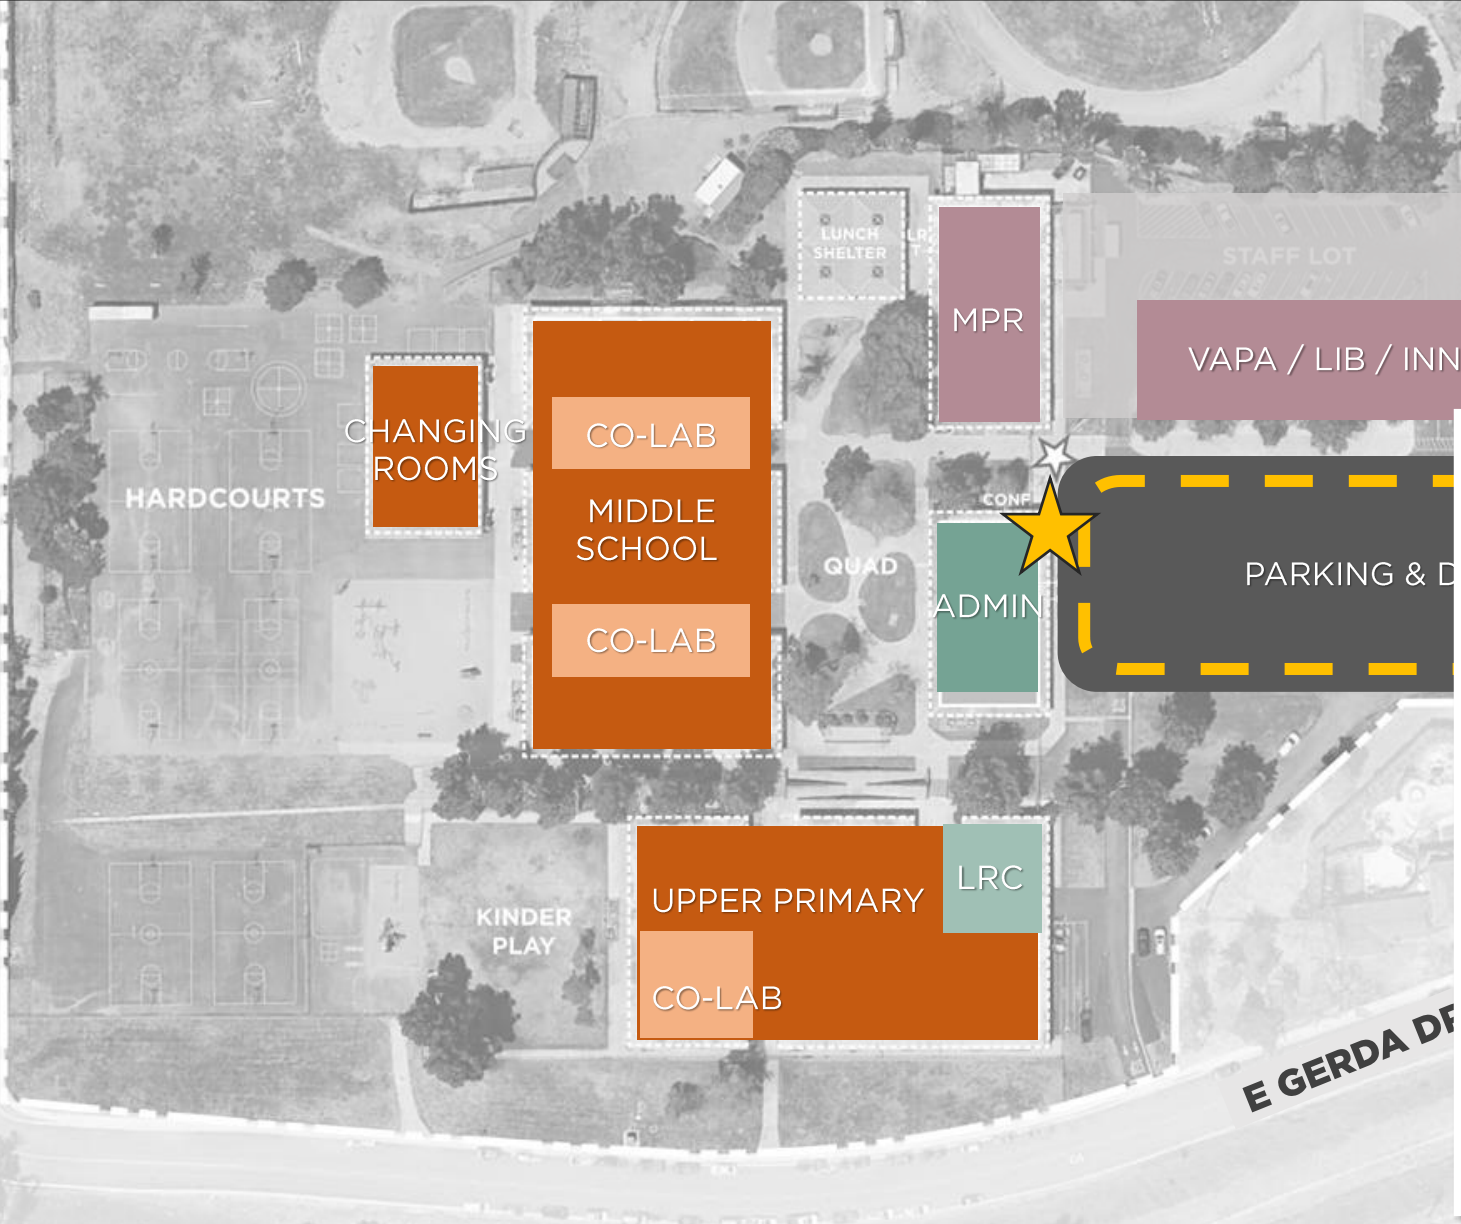 LUNCH
SHELTER
LR
T
STAFF LOT
MPR
VAPA / LIB / INN
CHANGING
ROOMS
CO-LAB
HARDCOURTS
MIDDLE
SCHOOL
CONF
QUAD
PARKING & D
ADMIN
CO-LAB
LRC
UPPER PRIMARY
KINDER
PLAY
CO-LAB
E GERDA DR